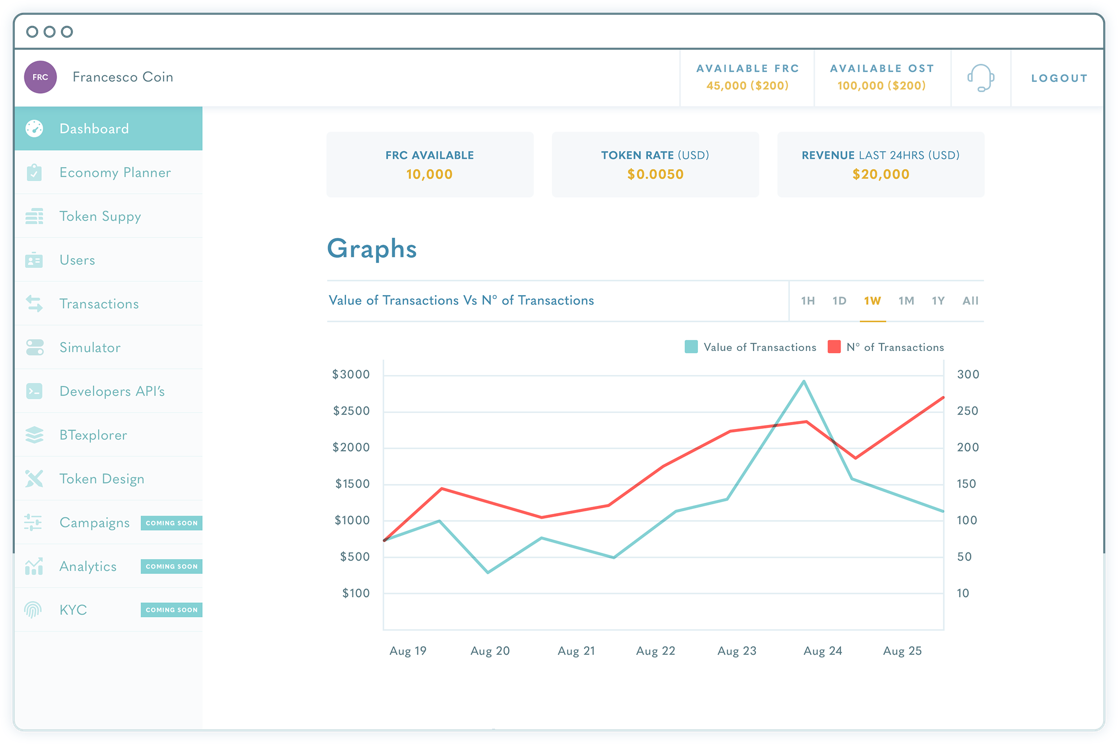 FRC
Francesco Coin
AVAILABLE FRC
45,000 ($200)
AVAILABLE OST
100,000 ($200)
LOGOUT
Dashboard
Economy Planner
Token Suppy
Users
Transactions
Simulator
Developers API's
BTexplorer
Token Design
Campaigns COMING SOON
Analytics COMING SOON
KYC COMING SOON
FRC AVAILABLE
10,000
TOKEN RATE (USD)
$0.0050
REVENUE LAST 24HRS (USD)
$20,000
Graphs
Value of Transactions Vs N° of Transactions
1H 1D 1W 1M 1Y All
Value of Transactions N° of Transactions
$3000 300
$2500 250
$2000 200
$1500 150
$1000 100
$500 50
$100 10
Aug 19 Aug 20 Aug 21 Aug 22 Aug 23 Aug 24 Aug 25